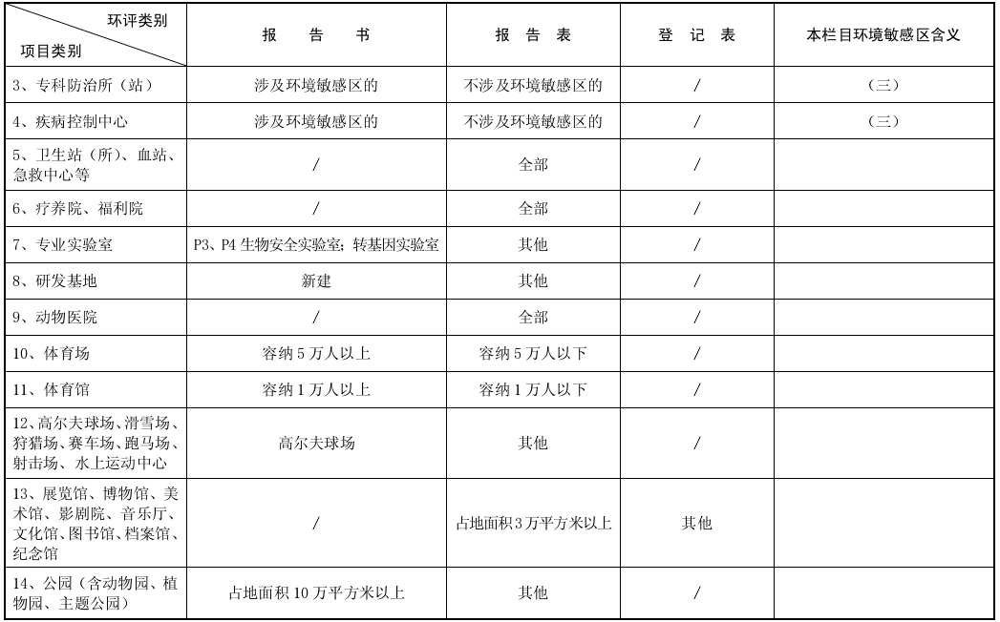 环评类别
项目类别
报 告 书
报 告 表
登 记 表
本栏目环境敏感区含义
3、专科防治所（站）
涉及环境敏感区的
不涉及环境敏感区的
/
（三）
4、疾病控制中心
涉及环境敏感区的
不涉及环境敏感区的
/
（三）
5、卫生站（所）、血站、
急救中心等
/
全部
/
6、疗养院、福利院
/
全部
/
7、专业实验室
P3、P4 生物安全实验室；转基因实验室
其他
/
8、研发基地
新建
其他
/
9、动物医院
/
全部
/
10、体育场
容纳 5 万人以上
容纳 5 万人以下
/
11、体育馆
容纳 1 万人以上
容纳 1 万人以下
/
12、高尔夫球场、滑雪场、
狩猎场、赛车场、跑马场、
射击场、水上运动中心
高尔夫球场
其他
/
13、展览馆、博物馆、美
术馆、影剧院、音乐厅、
文化馆、图书馆、档案馆、
纪念馆
/
占地面积 3 万平方米以上
其他
14、公园（含动物园、植
物园、主题公园）
占地面积 10 万平方米以上
其他
/